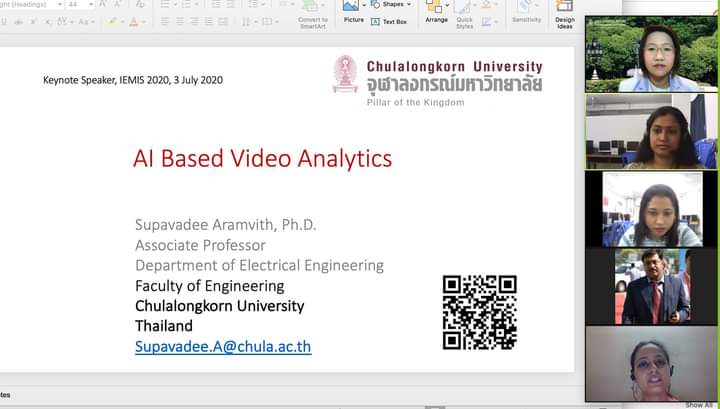 ght (Headings)
44
Convert to
SmartArt
Picture
Shapes
Text Box
Arrange
Quick
Styles
Sensitivity
Design
Ideas
Keynote Speaker, IEMIS 2020, 3 July 2020
Chulalongkorn University
จุฬาลงกรณ์มหาวิทยาลัย
Pillar of the Kingdom
AI Based Video Analytics
Supavadee Aramvith, Ph.D.
Associate Professor
Department of Electrical Engineering
Faculty of Engineering
Chulalongkorn University
Thailand
Supavadee.A@chula.ac.th
otes
Show All